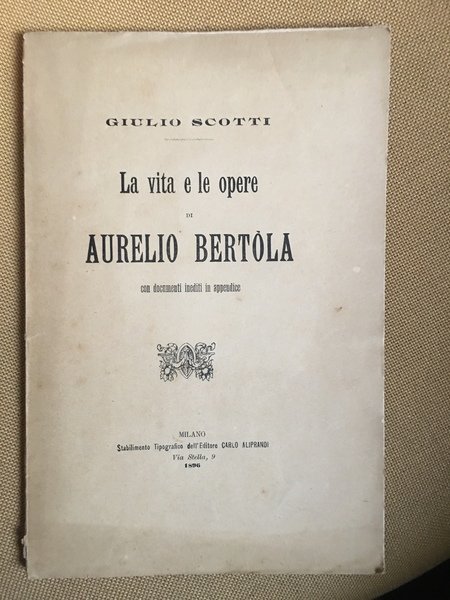 GIULIO SCOTTI
La vita e le opere
DI
AURELIO BERTÒLA
con documenti inediti in appendice
MILANO
Stabilimento Tipografico dell'Editore CARLO ALIPRANDI
Via Stella, 9
1896